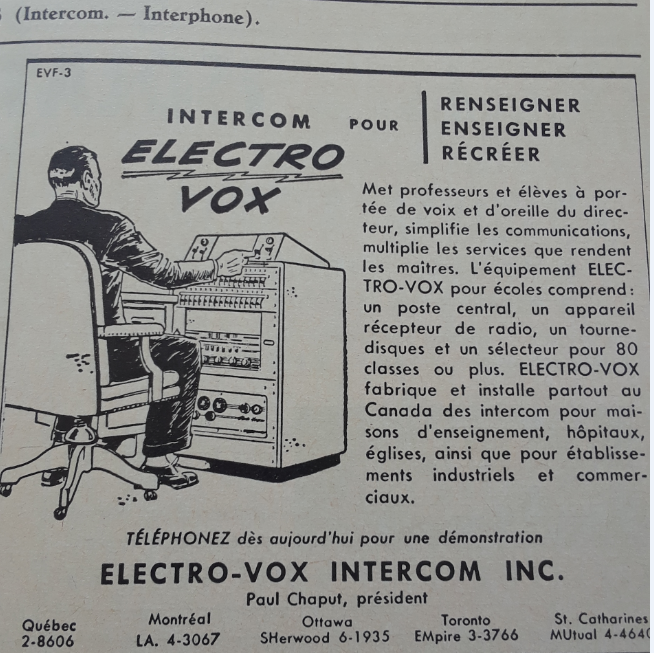 (Intercom. — Interphone).
EVF-3
INTERCOM POUR
ELECTRO
VOX
RENSEIGNER
ENSEIGNER
RÉCRÉER
Met professeurs et élèves à por-
tée de voix et d'oreille du direc-
teur, simplifie les communications,
multiplie les services que rendent
les maîtres. L'équipement ELEC-
TRO-VOX pour écoles comprend:
un poste central, un appareil
récepteur de radio, un tourne-
disques et un sélecteur pour 80
classes ou plus. ELECTRO-VOX
fabrique et installe partout au
Canada des intercom pour mai-
sons d'enseignement, hôpitaux,
églises, ainsi que pour établisse-
ments industriels et commer-
ciaux.
TÉLÉPHONEZ dès aujourd'hui pour une démonstration
ELECTRO-VOX INTERCOM INC.
Paul Chaput, président
Québec Montréal Ottawa Toronto St. Catharines
2-8606 LA. 4-3067 SHerwood 6-1935 EMpire 3-3766 MUtual 4-464